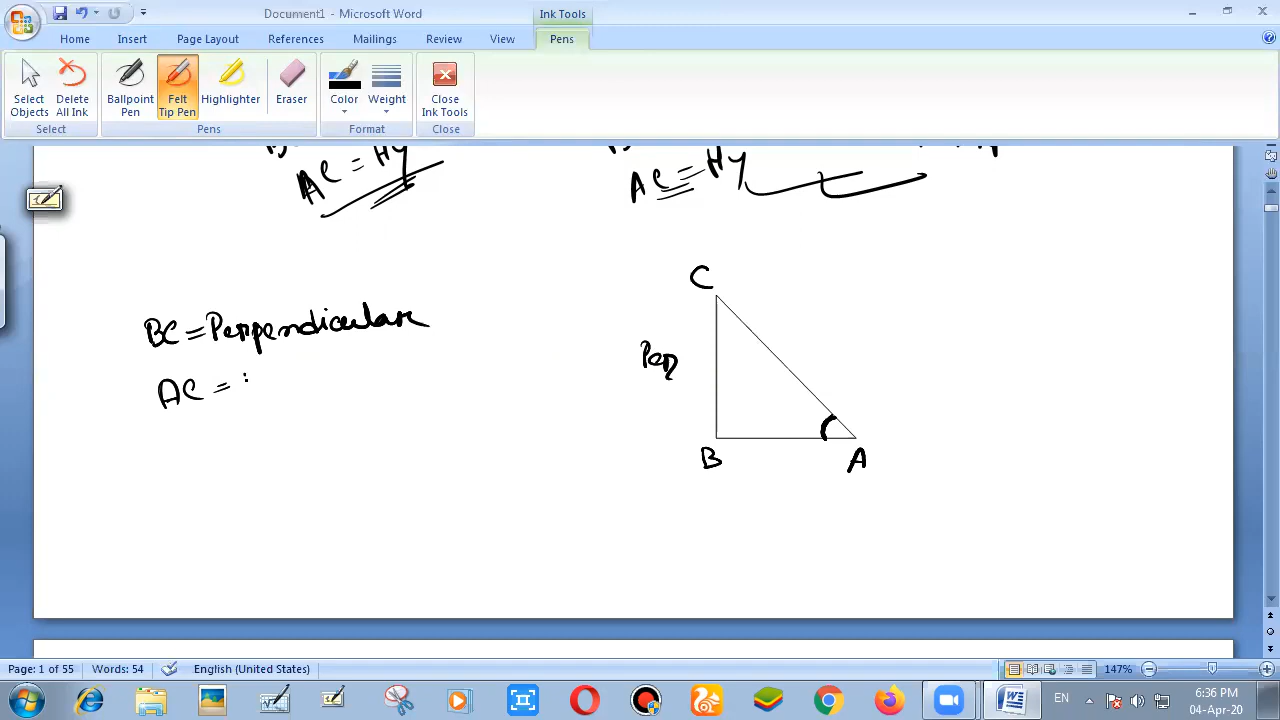 Document1 - Microsoft Word
Ink Tools
Home Insert Page Layout References Mailings Review View Pens
Select Objects
Delete All Ink
Ballpoint Pen
Felt Tip Pen
Highlighter
Eraser
Color
Weight
Close Ink Tools
Select Pens Format Close
AC = Hy
AC = Hy
C
BC = Perpendicular
Per
AC =
B A
Page: 1 of 55 Words: 54 English (United States) 147%
EN 6:36 PM
04-Apr-20